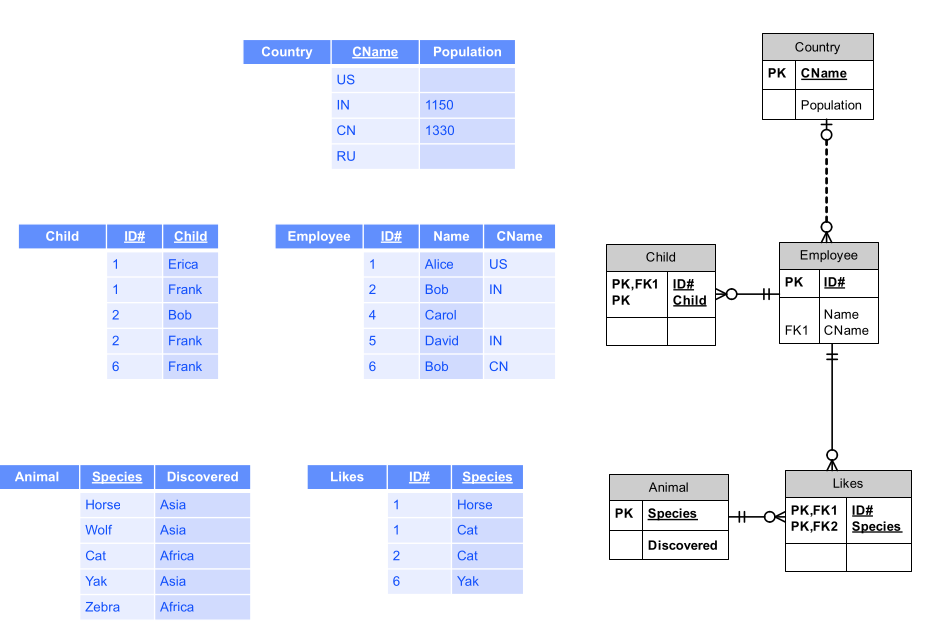 Country CName Population
US
IN 1150
CN 1330
RU
Country
PK CName
Population
Child ID# Child
1 Erica
1 Frank
2 Bob
2 Frank
6 Frank
Employee ID# Name CName
1 Alice US
2 Bob IN
4 Carol
5 David IN
6 Bob CN
Child
PK,FK1 ID#
PK Child
Employee
PK ID#
Name
FK1 CName
Animal Species Discovered
Horse Asia
Wolf Asia
Cat Africa
Yak Asia
Zebra Africa
Likes ID# Species
1 Horse
1 Cat
2 Cat
6 Yak
Animal
PK Species
Discovered
Likes
PK,FK1 ID#
PK,FK2 Species